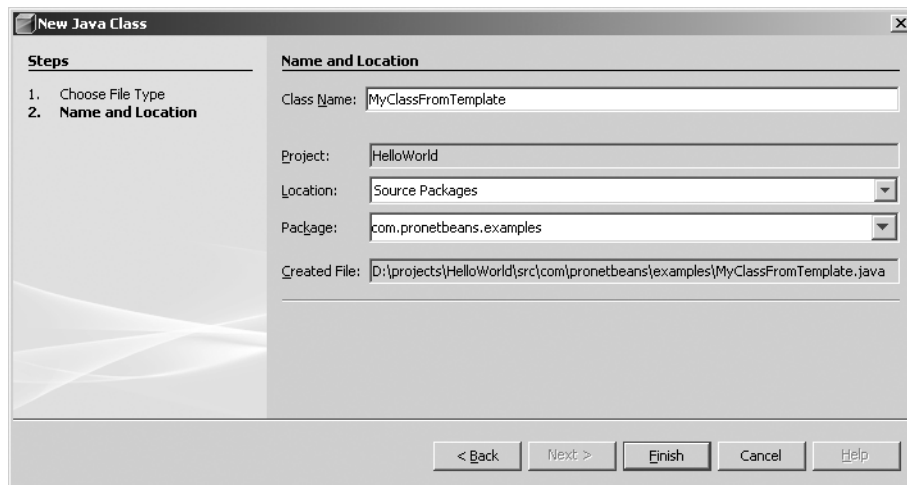 New Java Class
Steps
1. Choose File Type
2. Name and Location
Name and Location
Class Name: MyClassFromTemplate
Project: HelloWorld
Location: Source Packages
Package: com.pronetbeans.examples
Created File: D:\projects\HelloWorld\src\com\pronetbeans\examples\MyClassFromTemplate.java
< Back Next > Finish Cancel Help